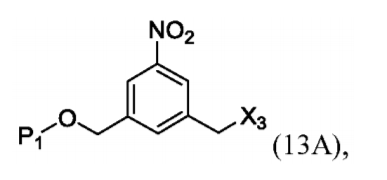 NO₂
P₁ O X₃ (13A),